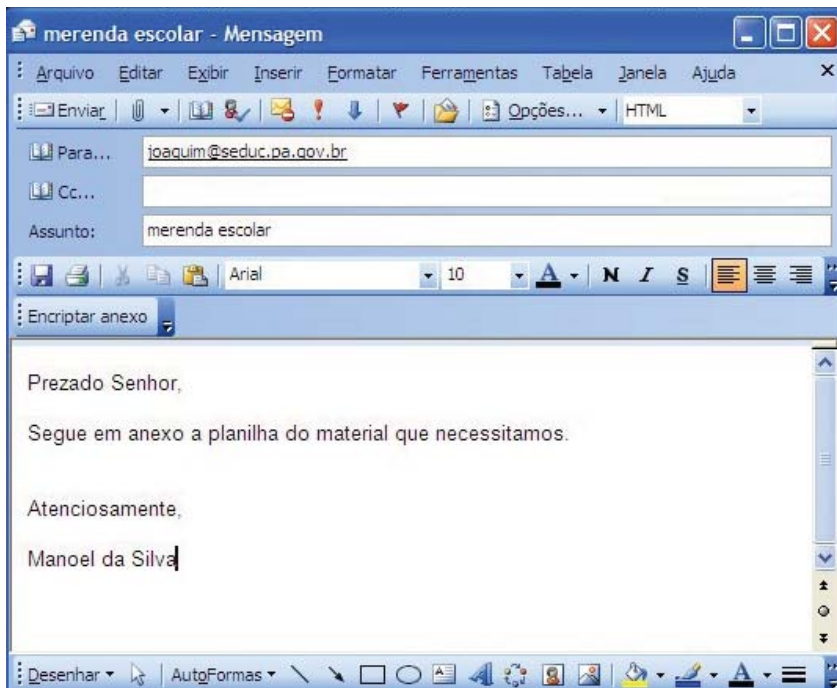 merenda escolar - Mensagem
Arquivo Editar Exibir Inserir Formatar Ferramentas Tabela Janela Ajuda
Enviar Opções... HTML
Para... joaquim@seduc.pa.gov.br
Cc...
Assunto: merenda escolar
Arial 10 A N I S
Encriptar anexo
Prezado Senhor,
Segue em anexo a planilha do material que necessitamos.
Atenciosamente,
Manoel da Silva
Desenhar AutoFormas A